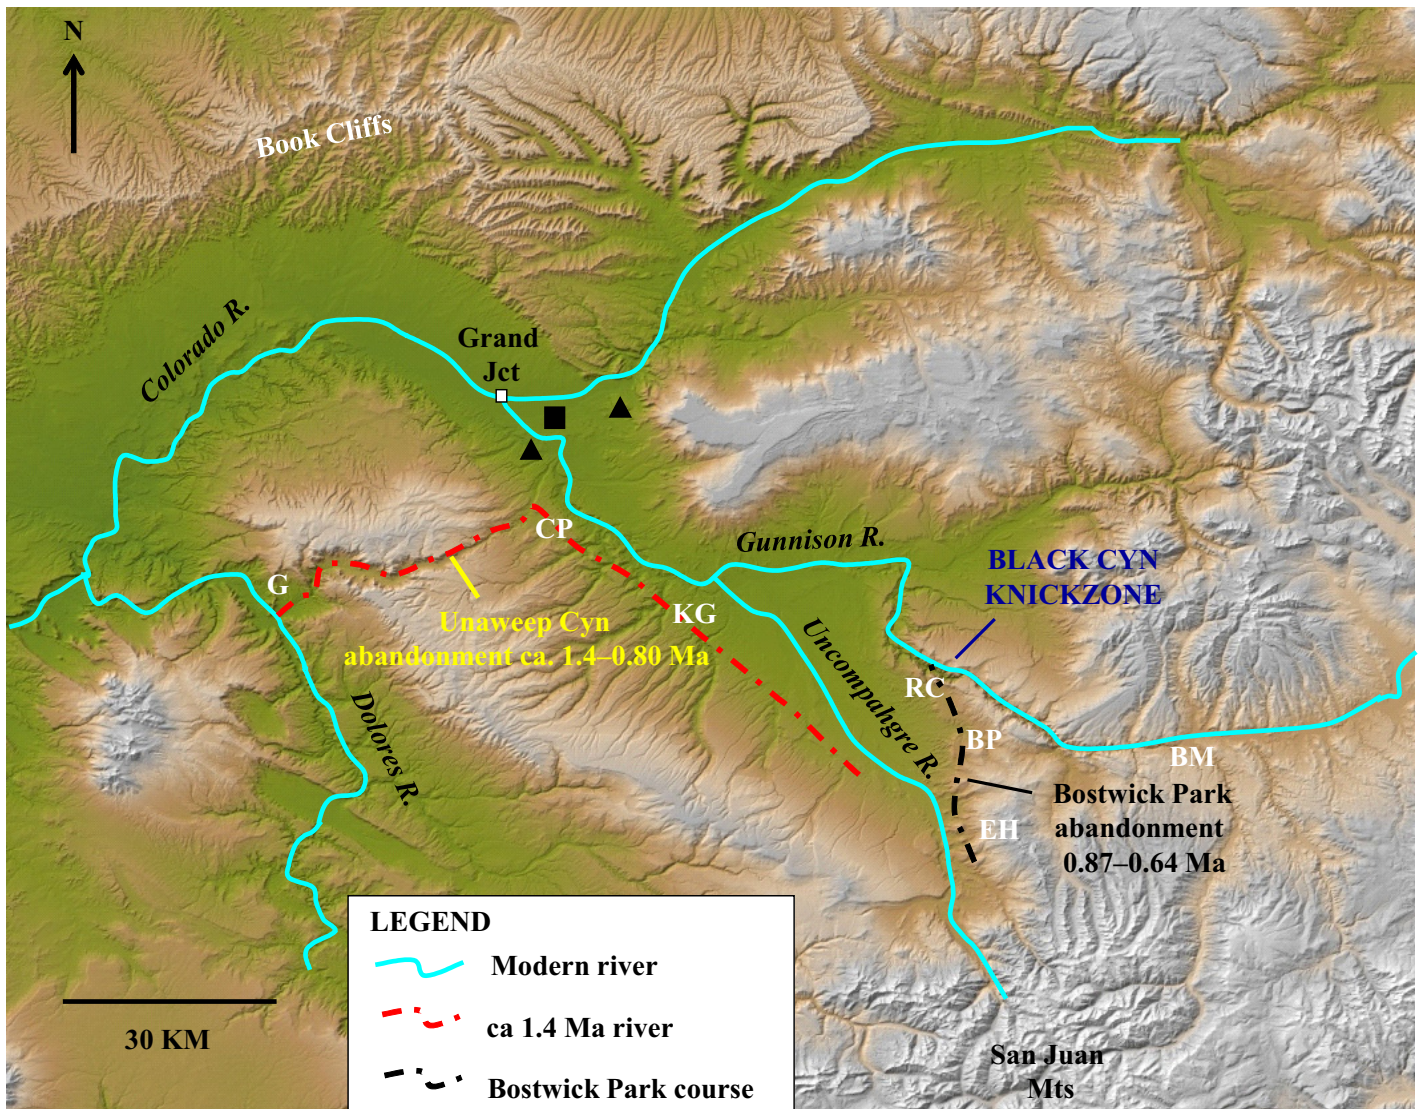 N
Book Cliffs
Colorado R.
Grand
Jct
CP
Gunnison R.
BLACK CYN
KNICKZONE
G
KG
Unaweep Cyn
abandonment ca. 1.4–0.80 Ma
Uncompahgre R.
RC
Dolores R.
BP
BM
Bostwick Park
abandonment
0.87–0.64 Ma
EH
LEGEND
Modern river
ca 1.4 Ma river
Bostwick Park course
30 KM
San Juan
Mts